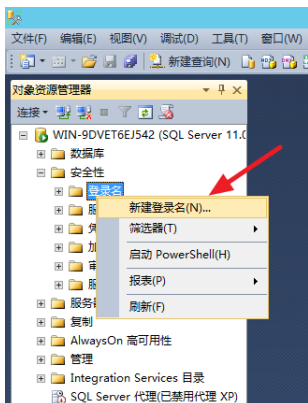 文件(F) 编辑(E) 视图(V) 调试(D) 工具(T) 窗口(W)
新建查询(N)
对象资源管理器
连接
WIN-9DVET6EJ542 (SQL Server 11.0
数据库
安全性
登录名
新建登录名(N)...
筛选器(T)
启动 PowerShell(H)
报表(P)
刷新(F)
复制
AlwaysOn 高可用性
管理
Integration Services 目录
SQL Server 代理(已禁用代理 XP)